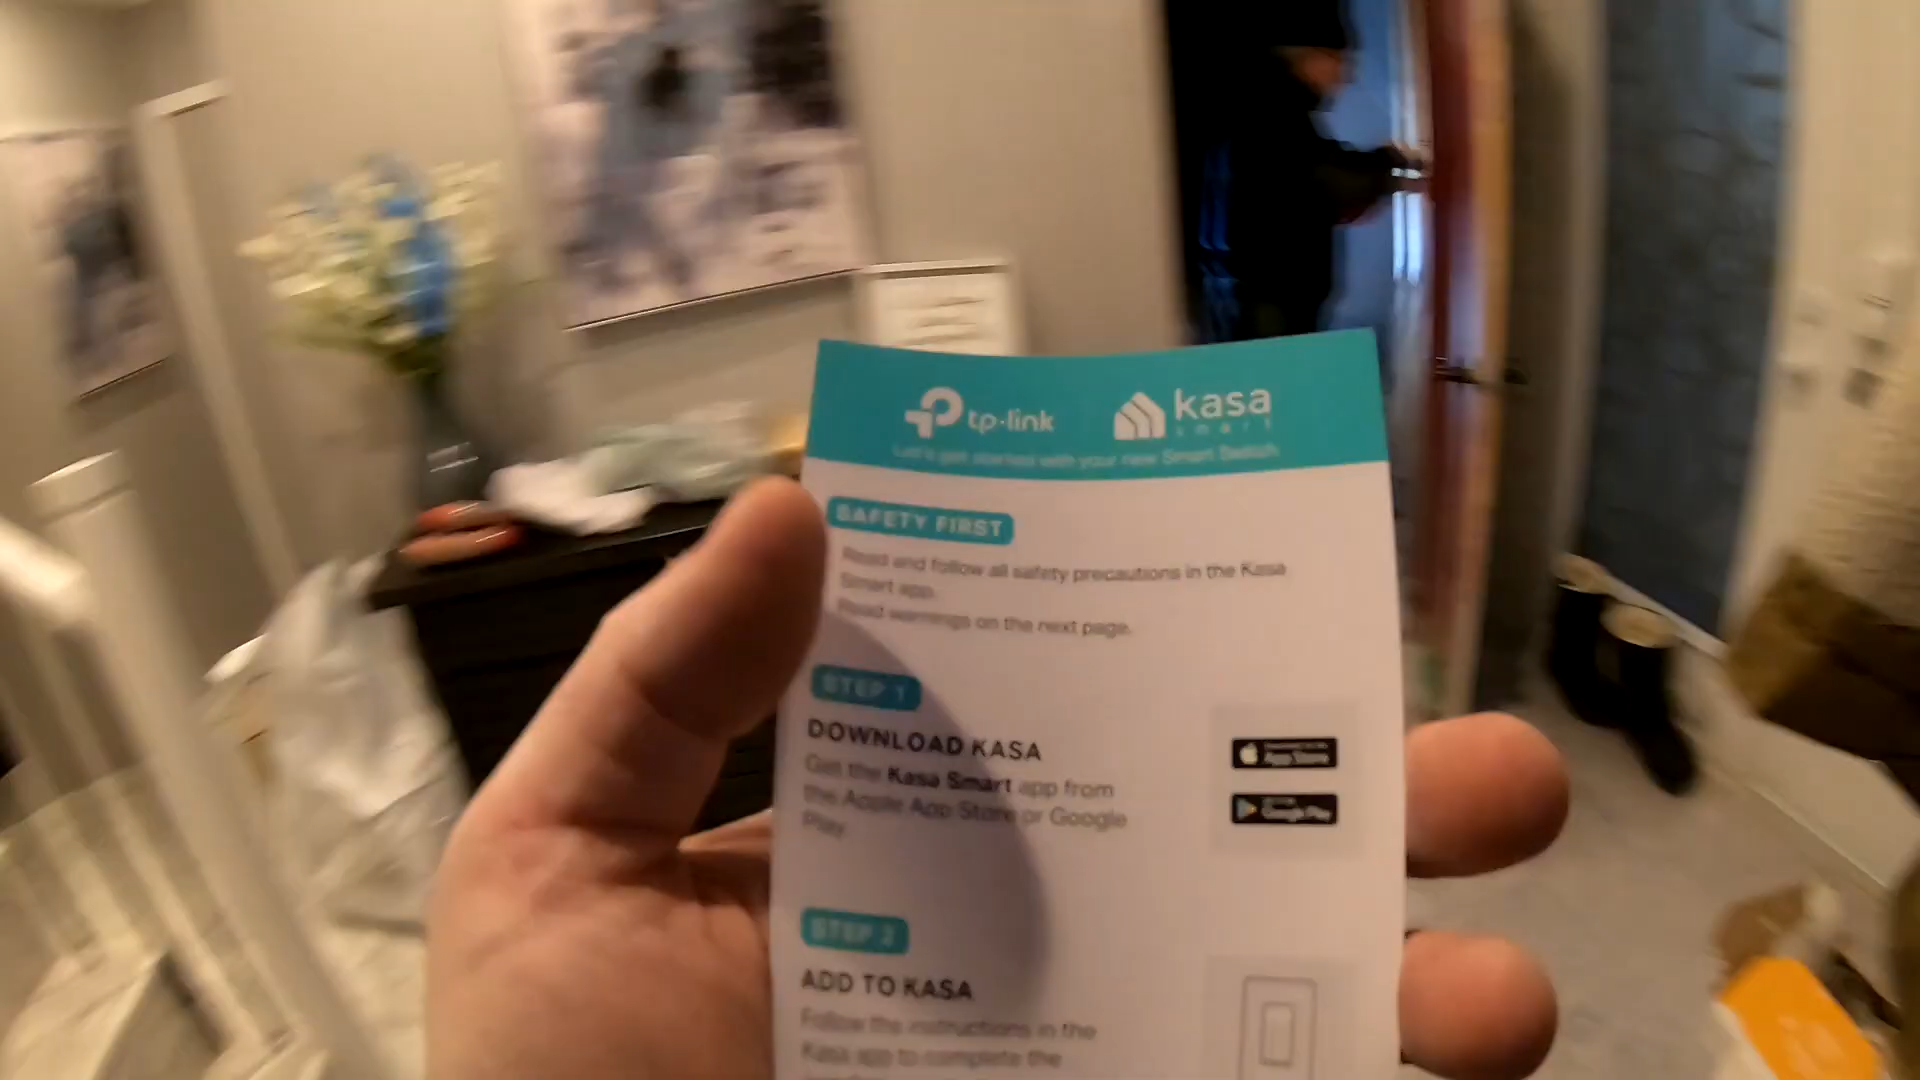 tp-link
kasa
smart
Let's get started with your new Smart Switch
SAFETY FIRST
Read and follow all safety precautions in the Kasa
Smart app.
Read warnings on the next page.
STEP 1
DOWNLOAD KASA
Get the Kasa Smart app from
the Apple App Store or Google
Play
App Store
Google Play
STEP 2
ADD TO KASA
Follow the instructions in the
Kasa app to complete the